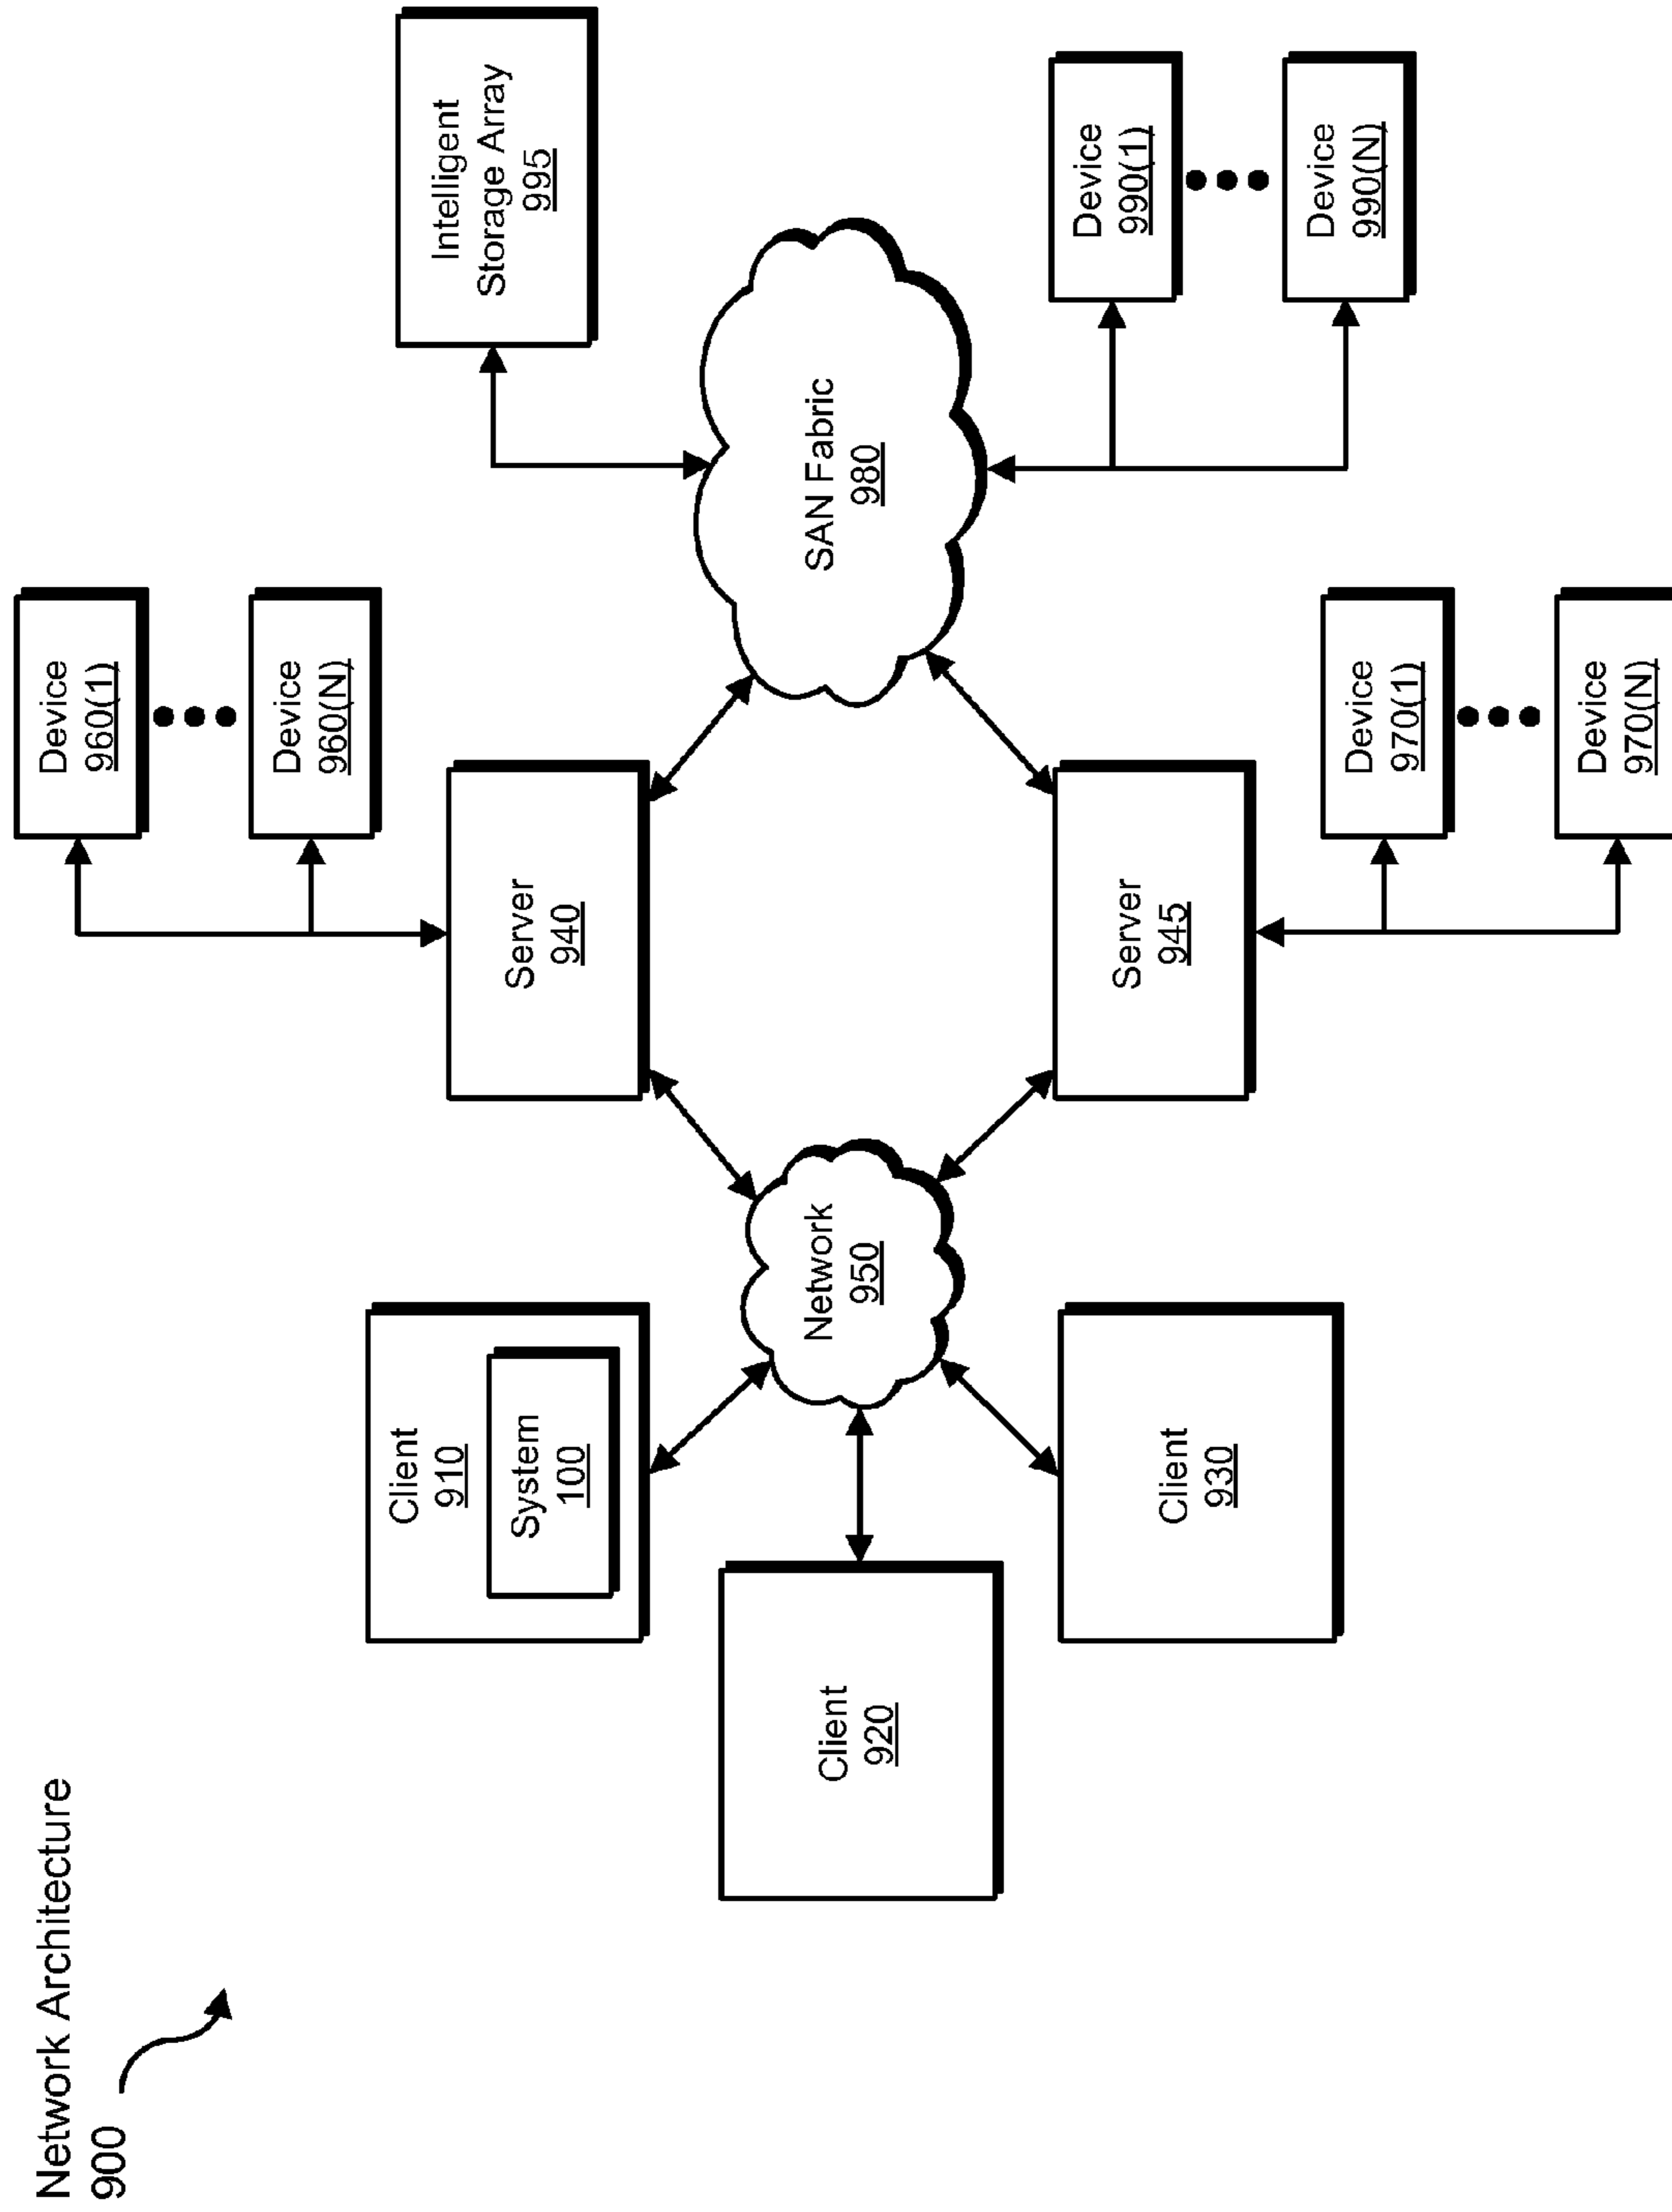 Network Architecture
900
Client
910
System
100
Client
920
Client
930
Network
950
Server
940
Server
945
Device
960(1)
Device
960(N)
Device
970(1)
Device
970(N)
SAN Fabric
980
Intelligent
Storage Array
995
Device
990(1)
Device
990(N)